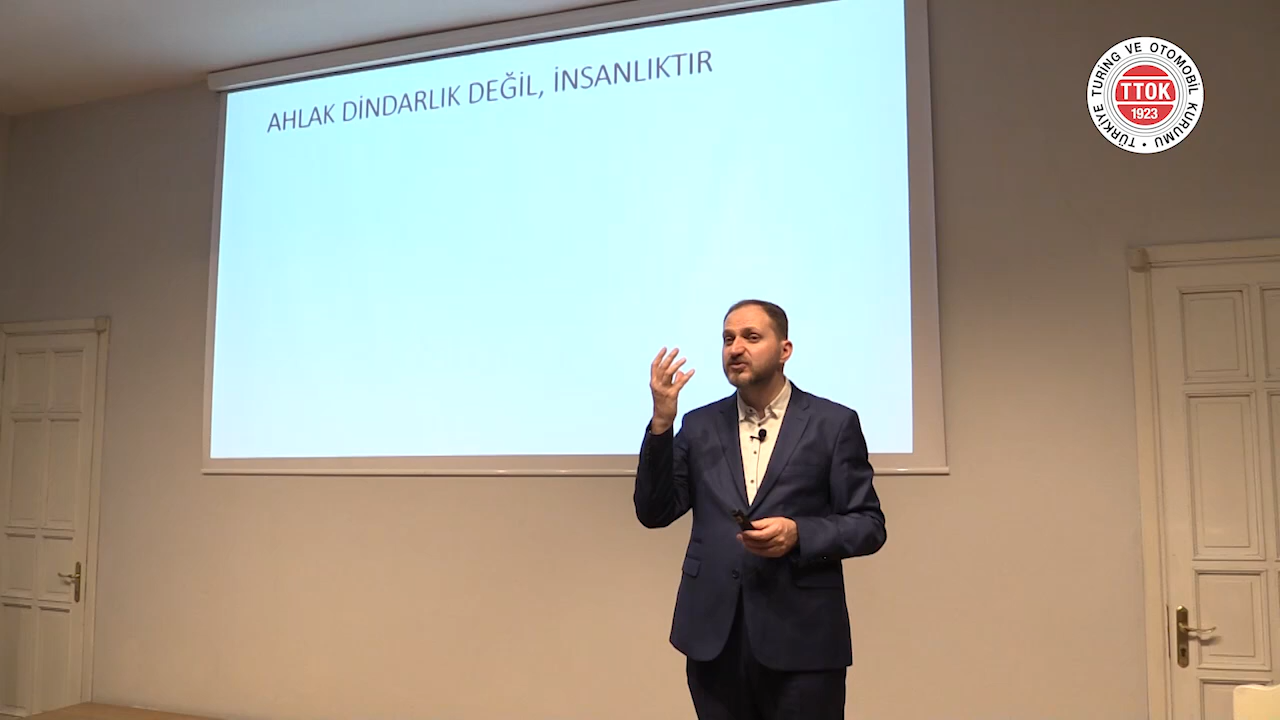 AHLAK DİNDARLIK DEĞİL, İNSANLIKTIR
TÜRKİYE TURİNG VE OTOMOBİL KURUMU •
TTOK
1923